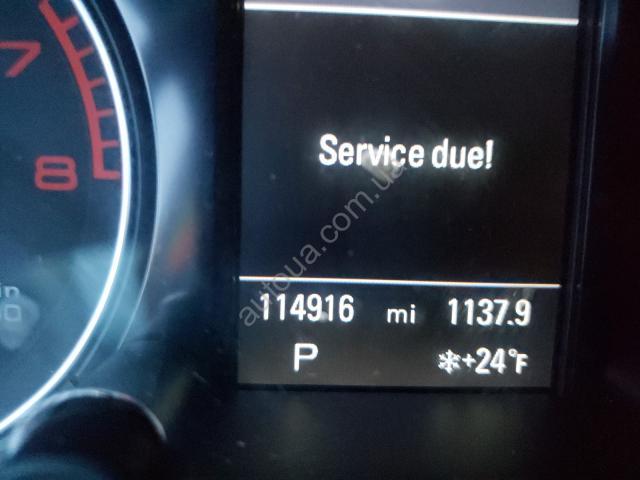 7
8
Service due!
114916 mi 1137.9
P ❄+24°F
autoua.com.ua